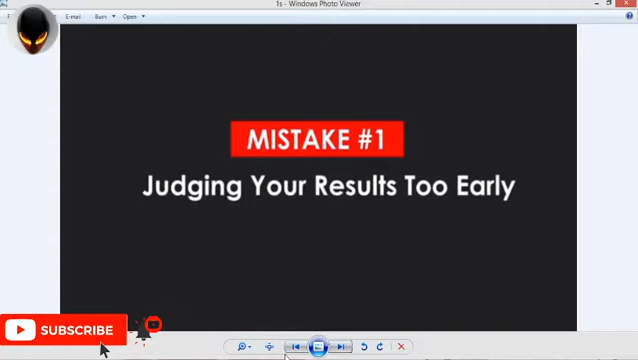 1s - Windows Photo Viewer
E-mail
Burn
Open
MISTAKE #1
Judging Your Results Too Early
SUBSCRIBE